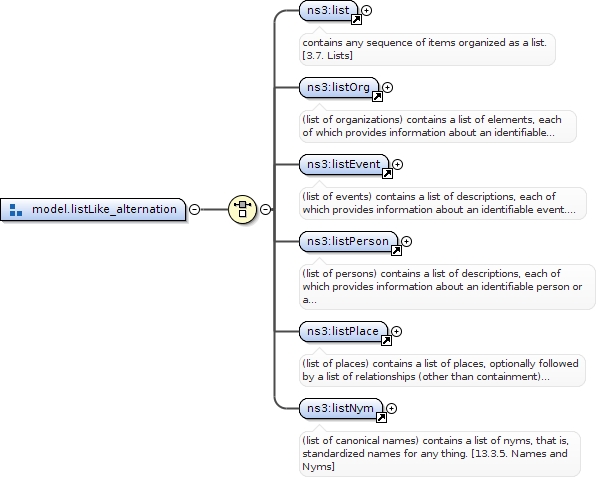 ns3:list
contains any sequence of items organized as a list.
[3.7. Lists]
ns3:listOrg
(list of organizations) contains a list of elements, each
of which provides information about an identifiable...
ns3:listEvent
(list of events) contains a list of descriptions, each of
which provides information about an identifiable event....
model.listLike_alternation
ns3:listPerson
(list of persons) contains a list of descriptions, each of
which provides information about an identifiable person or
a...
ns3:listPlace
(list of places) contains a list of places, optionally followed
by a list of relationships (other than containment)...
ns3:listNym
(list of canonical names) contains a list of nyms, that is,
standardized names for any thing. [13.3.5. Names and
Nyms]